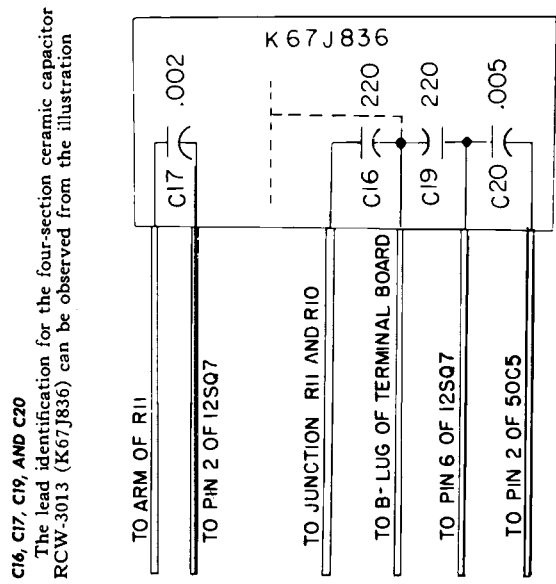 C16, C17, C19, AND C20
The lead identification for the four-section ceramic capacitor
RCW-3013 (K67J836) can be observed from the illustration
K67J836
C17 .002
C16 220
C19 220
C20 .005
TO ARM OF R11
TO PIN 2 OF 12SQ7
TO JUNCTION R11 AND R10
TO B- LUG OF TERMINAL BOARD
TO PIN 6 OF 12SQ7
TO PIN 2 OF 50C5